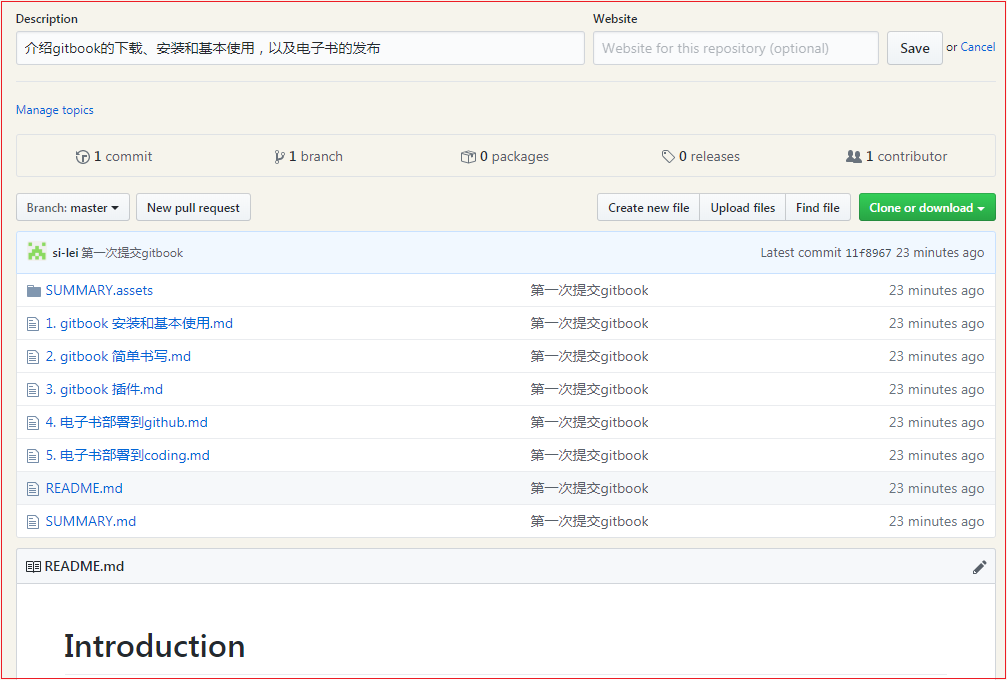 Description Website
介绍gitbook的下载、安装和基本使用，以及电子书的发布 Website for this repository (optional) Save or Cancel
Manage topics
1 commit 1 branch 0 packages 0 releases 1 contributor
Branch: master New pull request Create new file Upload files Find file Clone or download
si-lei 第一次提交gitbook Latest commit 11f8967 23 minutes ago
SUMMARY.assets 第一次提交gitbook 23 minutes ago
1. gitbook 安装和基本使用.md 第一次提交gitbook 23 minutes ago
2. gitbook 简单书写.md 第一次提交gitbook 23 minutes ago
3. gitbook 插件.md 第一次提交gitbook 23 minutes ago
4. 电子书部署到github.md 第一次提交gitbook 23 minutes ago
5. 电子书部署到coding.md 第一次提交gitbook 23 minutes ago
README.md 第一次提交gitbook 23 minutes ago
SUMMARY.md 第一次提交gitbook 23 minutes ago
README.md
Introduction